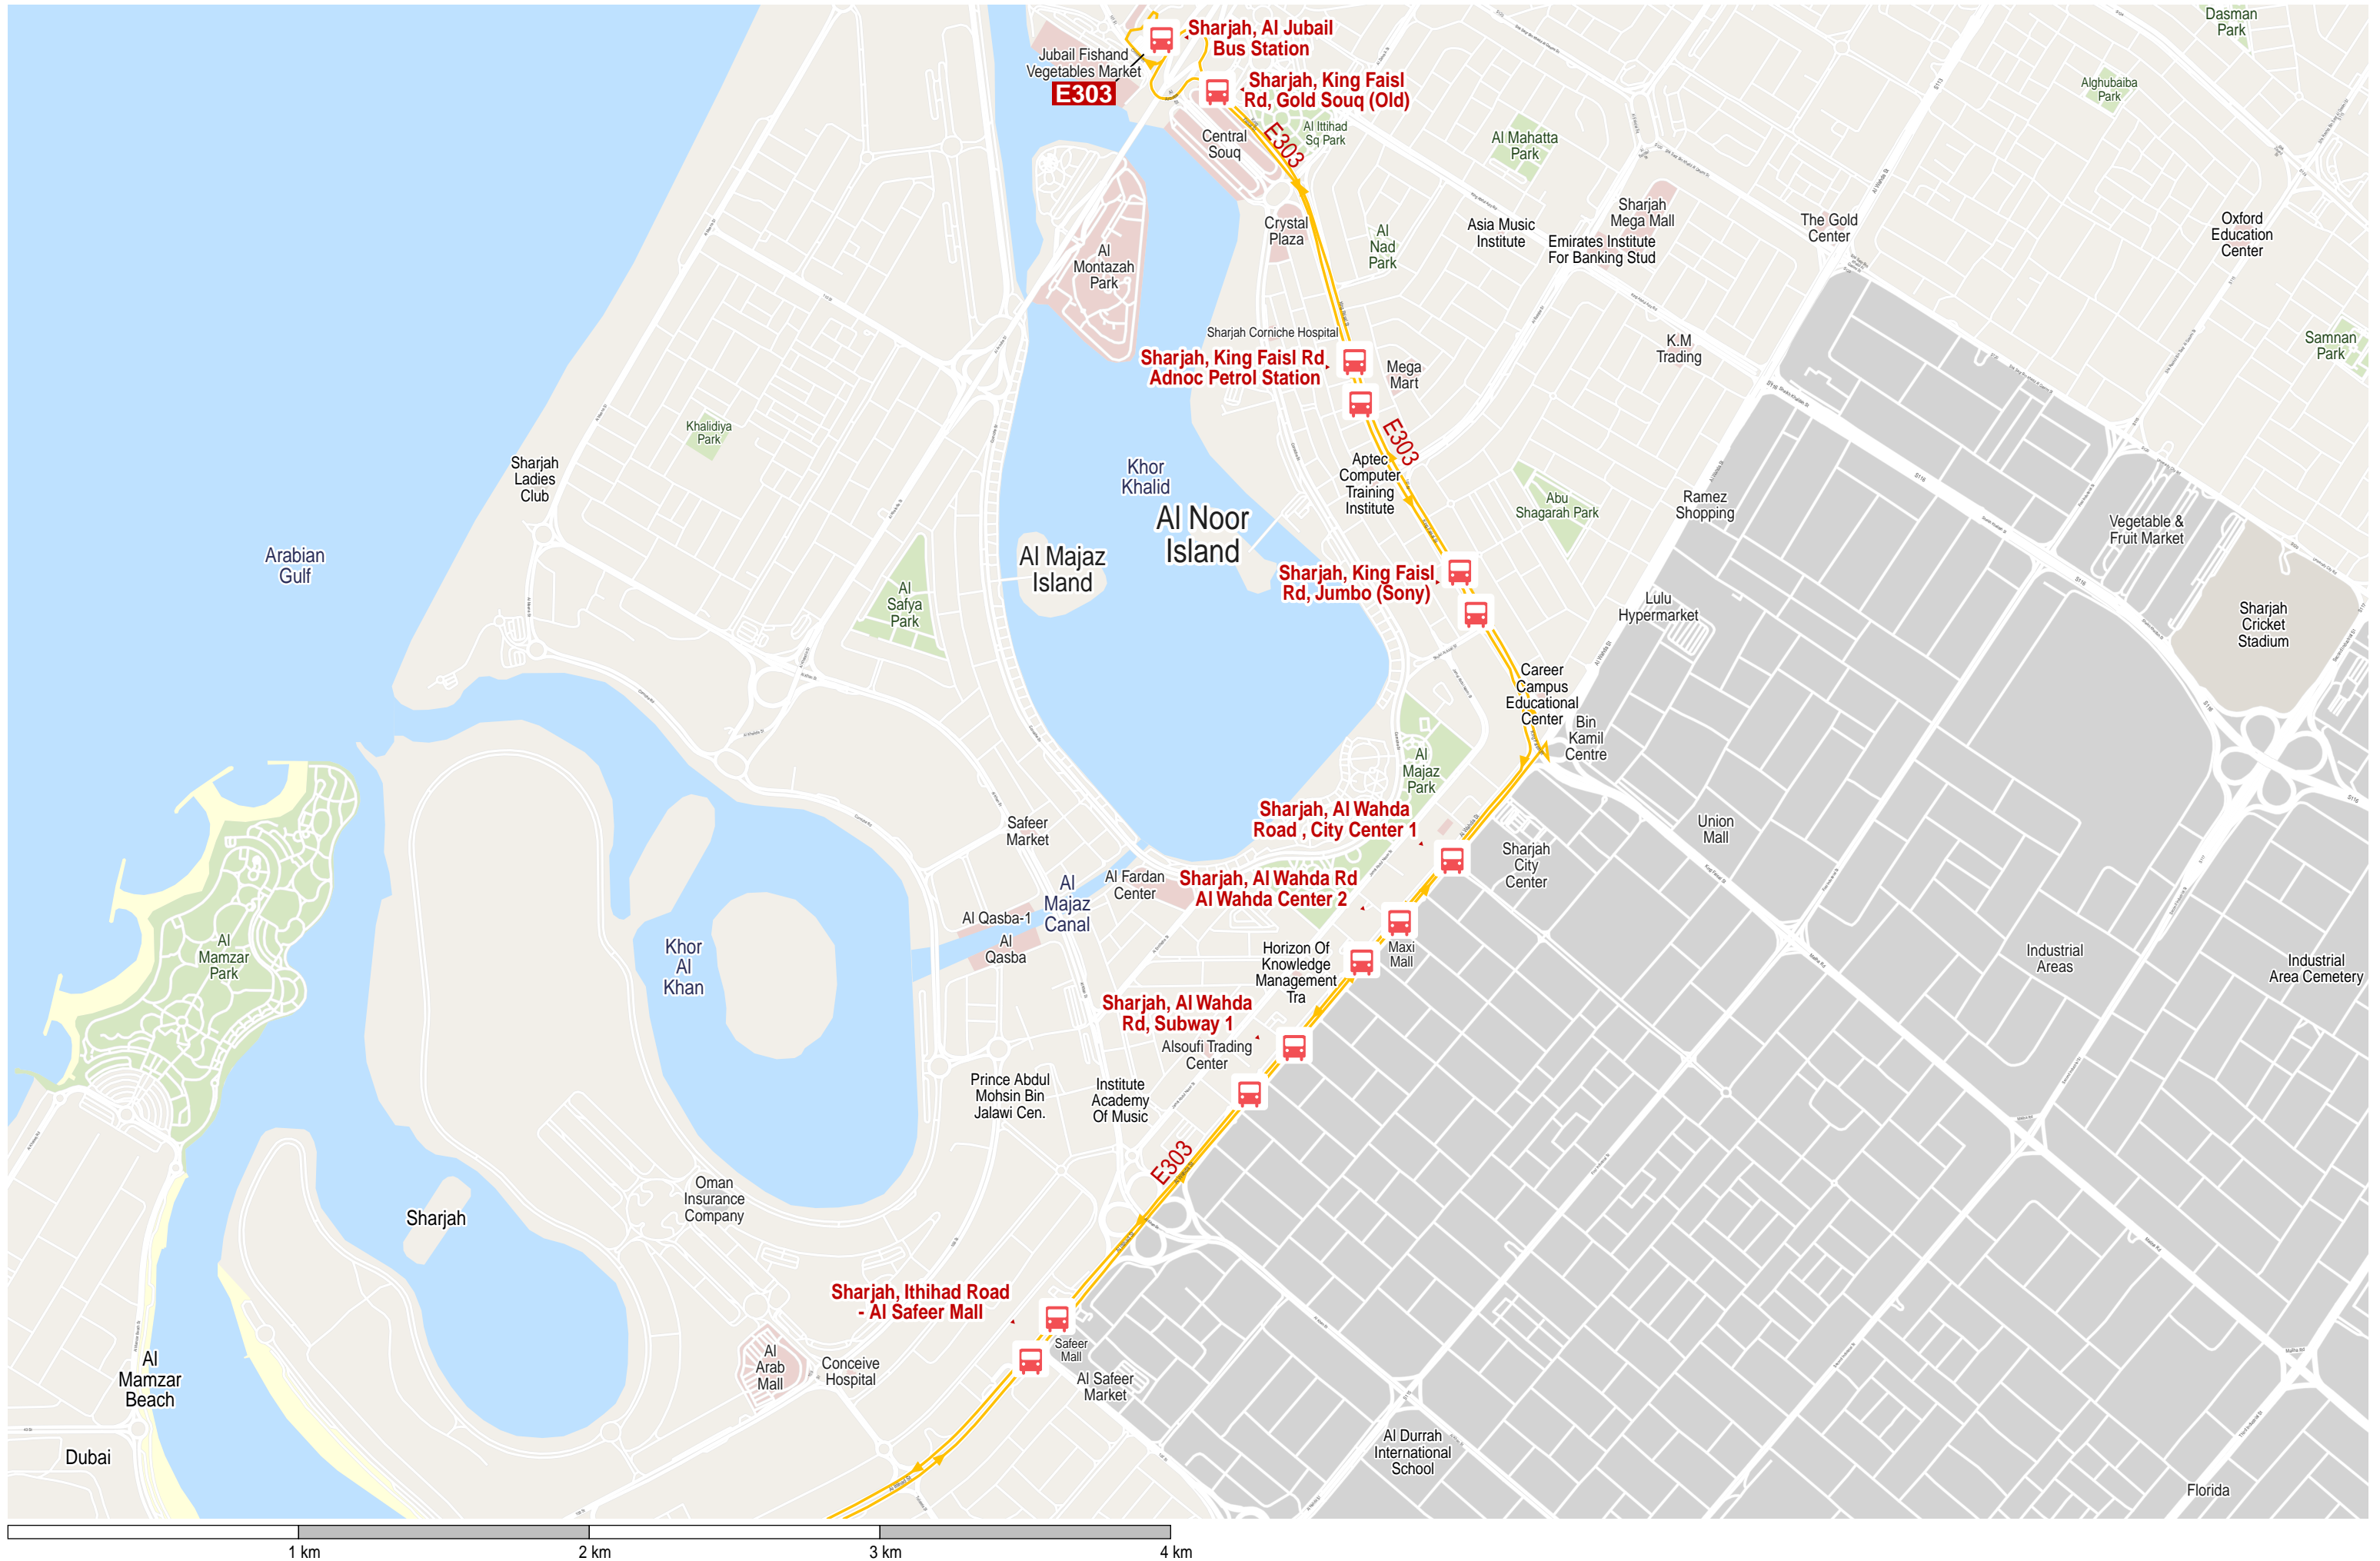 Sharjah, Al Jubail
Bus Station
Jubail Fishand
Vegetables Market
E303
Sharjah, King Faisl
Rd, Gold Souq (Old)
Dasman
Park
Alghubaiba
Park
E303
Al Ittihad
Sq Park
Central
Souq
Al Mahatta
Park
Sharjah
Mega Mall
Asia Music
Institute
Emirates Institute
For Banking Stud
The Gold
Center
Oxford
Education
Center
Crystal
Plaza
Al
Nad
Park
Al
Montazah
Park
Sharjah Corniche Hospital
Sharjah, King Faisl Rd
Adnoc Petrol Station
Mega
Mart
K.M
Trading
Samnan
Park
Khalidiya
Park
E303
Sharjah
Ladies
Club
Khor
Khalid
Aptec
Computer
Training
Institute
Abu
Shagarah Park
Ramez
Shopping
Vegetable &
Fruit Market
Al Noor
Island
Arabian
Gulf
Al Majaz
Island
Sharjah, King Faisl
Rd, Jumbo (Sony)
Al
Safya
Park
Lulu
Hypermarket
Sharjah
Cricket
Stadium
Career
Campus
Educational
Center
Bin
Kamil
Centre
Al
Majaz
Park
Sharjah, Al Wahda
Road , City Center 1
Safeer
Market
Union
Mall
Sharjah
City
Center
Al Fardan
Center
Sharjah, Al Wahda Rd
Al Wahda Center 2
Al
Majaz
Canal
Al Qasba-1
Al
Qasba
Al
Mamzar
Park
Khor
Al
Khan
Horizon Of
Knowledge
Management
Tra
Maxi
Mall
Industrial
Areas
Industrial
Area Cemetery
Sharjah, Al Wahda
Rd, Subway 1
Alsoufi Trading
Center
Prince Abdul
Mohsin Bin
Jalawi Cen.
Institute
Academy
Of Music
E303
Oman
Insurance
Company
Sharjah
Sharjah, Ithihad Road
- Al Safeer Mall
Safeer
Mall
Al
Arab
Mall
Conceive
Hospital
Al Safeer
Market
Al
Mamzar
Beach
Dubai
Al Durrah
International
School
Florida
1 km
2 km
3 km
4 km